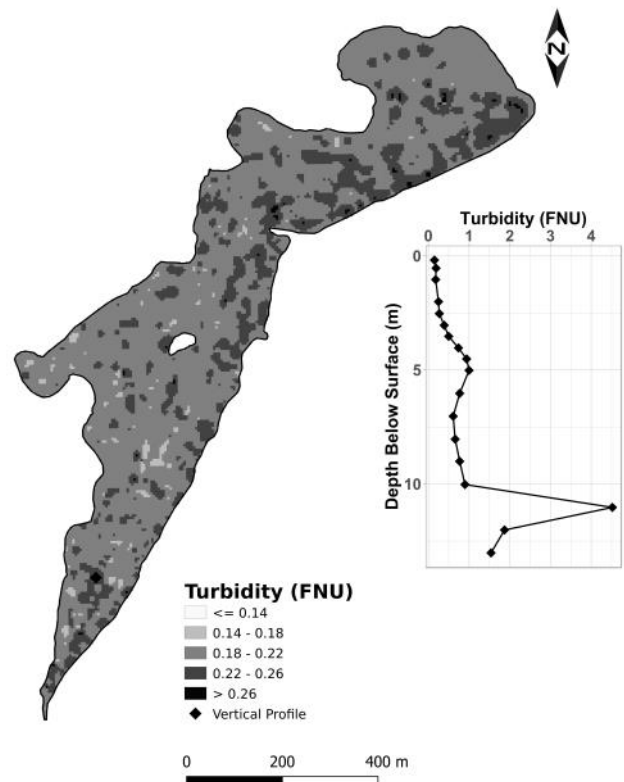 N
Turbidity (FNU)
0 1 2 4
0
5
10
Depth Below Surface (m)
Turbidity (FNU)
<= 0.14
0.14 - 0.18
0.18 - 0.22
0.22 - 0.26
> 0.26
Vertical Profile
0 200 400 m